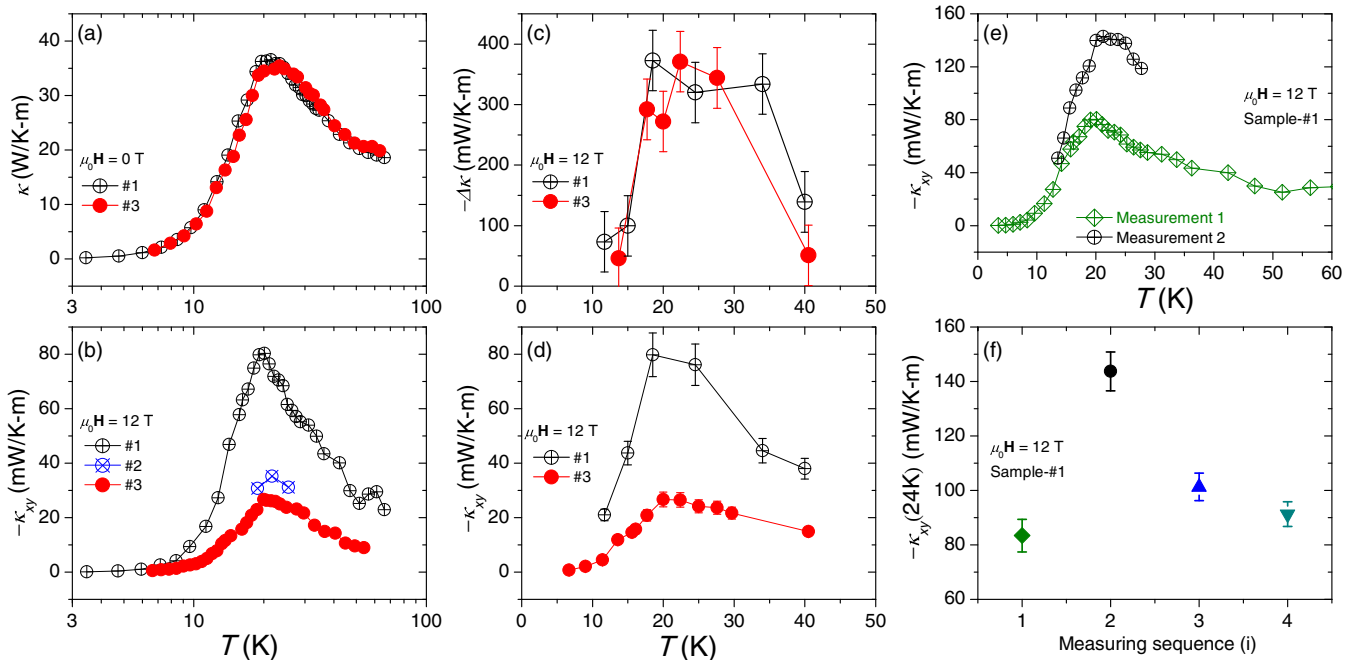 (a)
κ (W/K-m)
40
30
20
10
0
μ₀H = 0 T
#1
#3
3
10
100
(c)
−Δκ (mW/K-m)
400
300
200
100
0
μ₀H = 12 T
#1
#3
0
10
20
30
40
50
(e)
−κxy (mW/K-m)
160
120
80
40
0
μ₀H = 12 T
Sample-#1
Measurement 1
Measurement 2
0
10
20
30
40
50
60
T (K)
(b)
−κxy (mW/K-m)
80
60
40
20
0
μ₀H = 12 T
#1
#2
#3
3
10
100
T (K)
(d)
−κxy (mW/K-m)
80
60
40
20
0
μ₀H = 12 T
#1
#3
0
10
20
30
40
50
T (K)
(f)
−κxy(24K) (mW/K-m)
160
140
120
100
80
60
μ₀H = 12 T
Sample-#1
1
2
3
4
Measuring sequence (i)